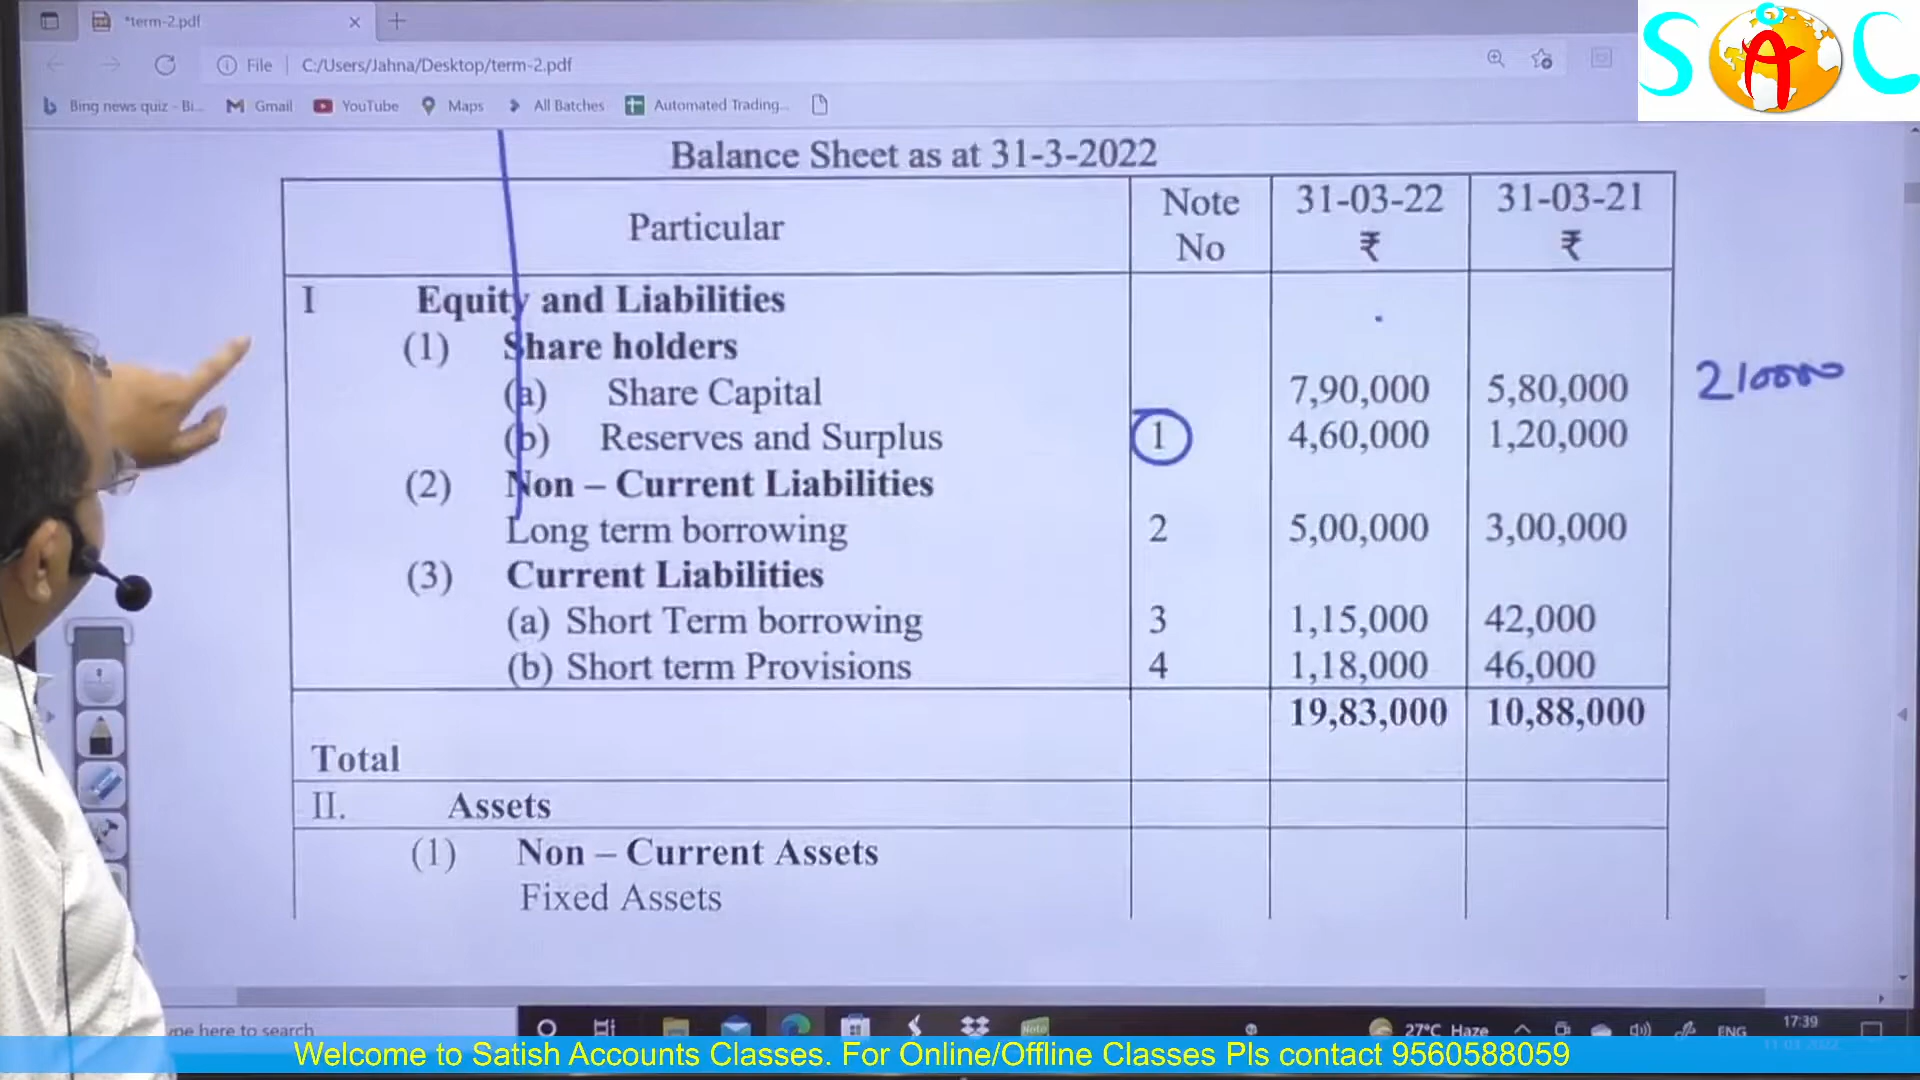 *term-2.pdf
File C:/Users/Jahna/Desktop/term-2.pdf
Bing news quiz - Bi... Gmail YouTube Maps All Batches Automated Trading...
SAC
Balance Sheet as at 31-3-2022
Particular Note No 31-03-22 ₹ 31-03-21 ₹
I Equity and Liabilities
(1) Share holders
(a) Share Capital 7,90,000 5,80,000 210000
(b) Reserves and Surplus 1 4,60,000 1,20,000
(2) Non – Current Liabilities
Long term borrowing 2 5,00,000 3,00,000
(3) Current Liabilities
(a) Short Term borrowing 3 1,15,000 42,000
(b) Short term Provisions 4 1,18,000 46,000
19,83,000 10,88,000
Total
II. Assets
(1) Non – Current Assets
Fixed Assets
here to search
27°C Haze ENG 17:39
Welcome to Satish Accounts Classes. For Online/Offline Classes Pls contact 9560588059